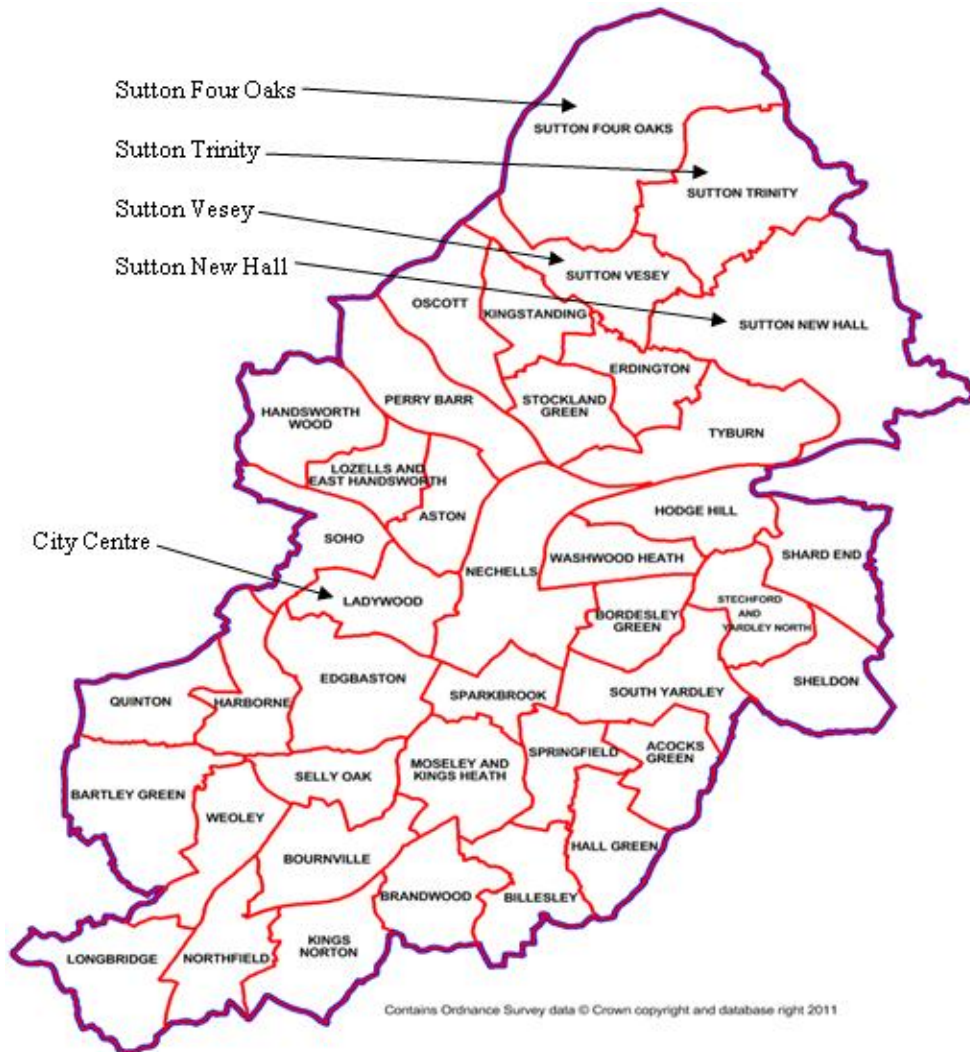 Sutton Four Oaks
SUTTON FOUR OAKS
Sutton Trinity
SUTTON TRINITY
Sutton Vesey
Sutton New Hall
SUTTON VESEY
OSCOTT
KINGSTANDING
SUTTON NEW HALL
ERDINGTON
PERRY BARR
STOCKLAND
GREEN
HANDSWORTH
WOOD
TYBURN
LOZELLS AND
EAST HANDSWORTH
ASTON
HODGE HILL
City Centre
SOHO
NECHELLS
WASHWOOD HEATH
SHARD END
LADYWOOD
BORDESLEY
GREEN
STECHFORD
AND
YARDLEY NORTH
EDGBASTON
SHELDON
QUINTON
HARBORNE
SPARKBROOK
SOUTH YARDLEY
SELLY OAK
MOSELEY AND
KINGS HEATH
SPRINGFIELD
ACOCKS
GREEN
BARTLEY GREEN
WEOLEY
HALL GREEN
BOURNVILLE
BRANDWOOD
BILLESLEY
LONGBRIDGE
NORTHFIELD
KINGS
NORTON
Contains Ordnance Survey data © Crown copyright and database right 2011